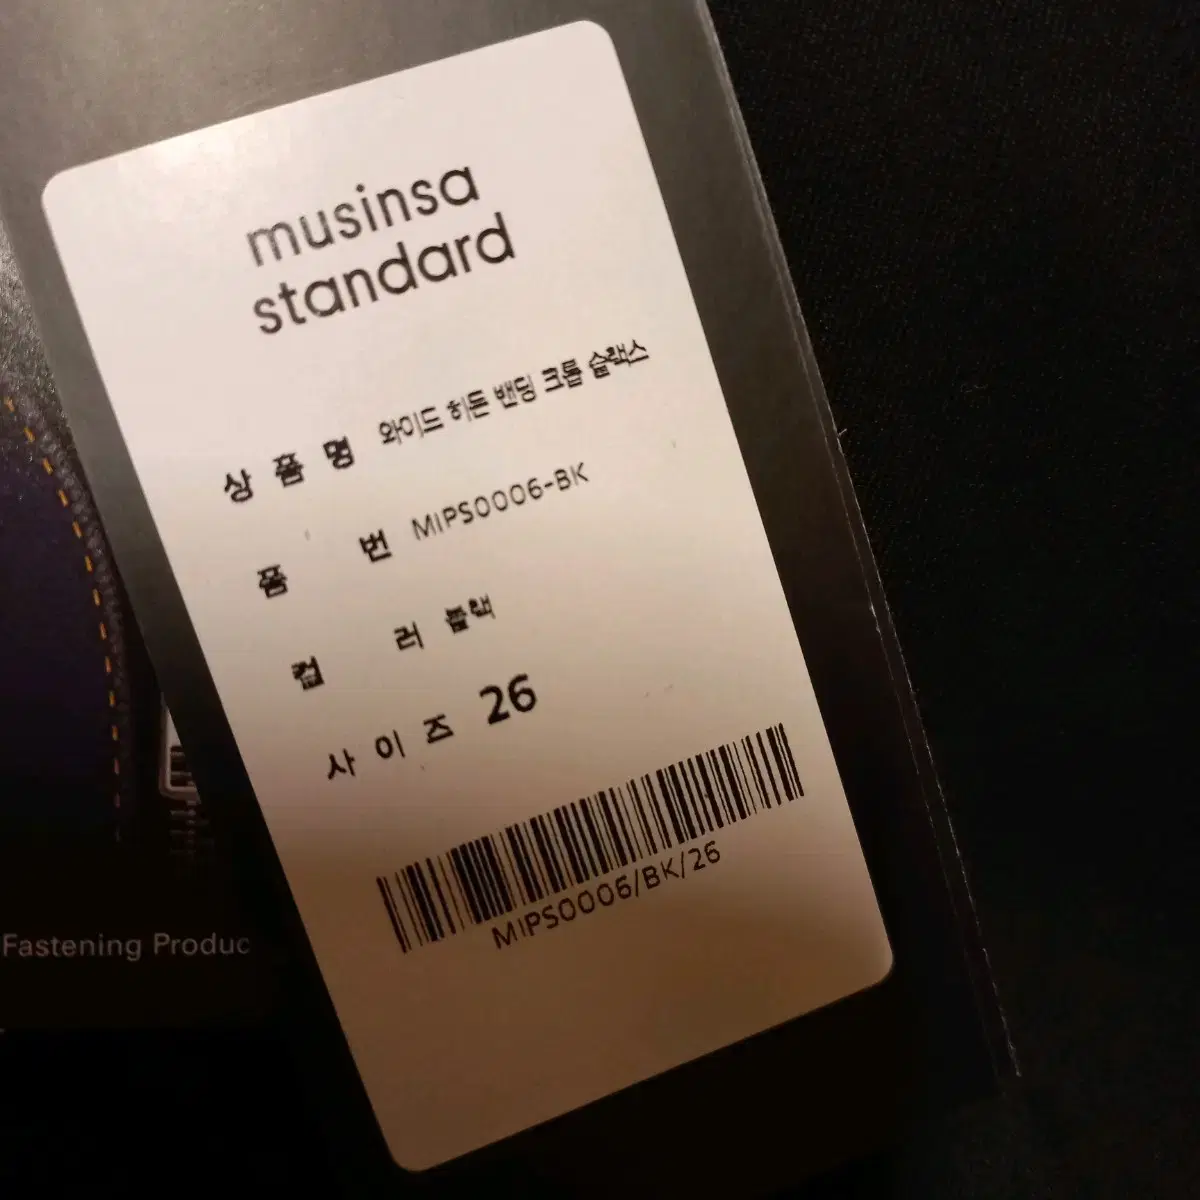 musinsa
standard
상 품 명 와이드 히든 밴딩 크롭 슬랙스
품 번 MIPS0006-BK
컬 러 블랙
사 이 즈 26
MIPS0006/BK/26
Fastening Produc